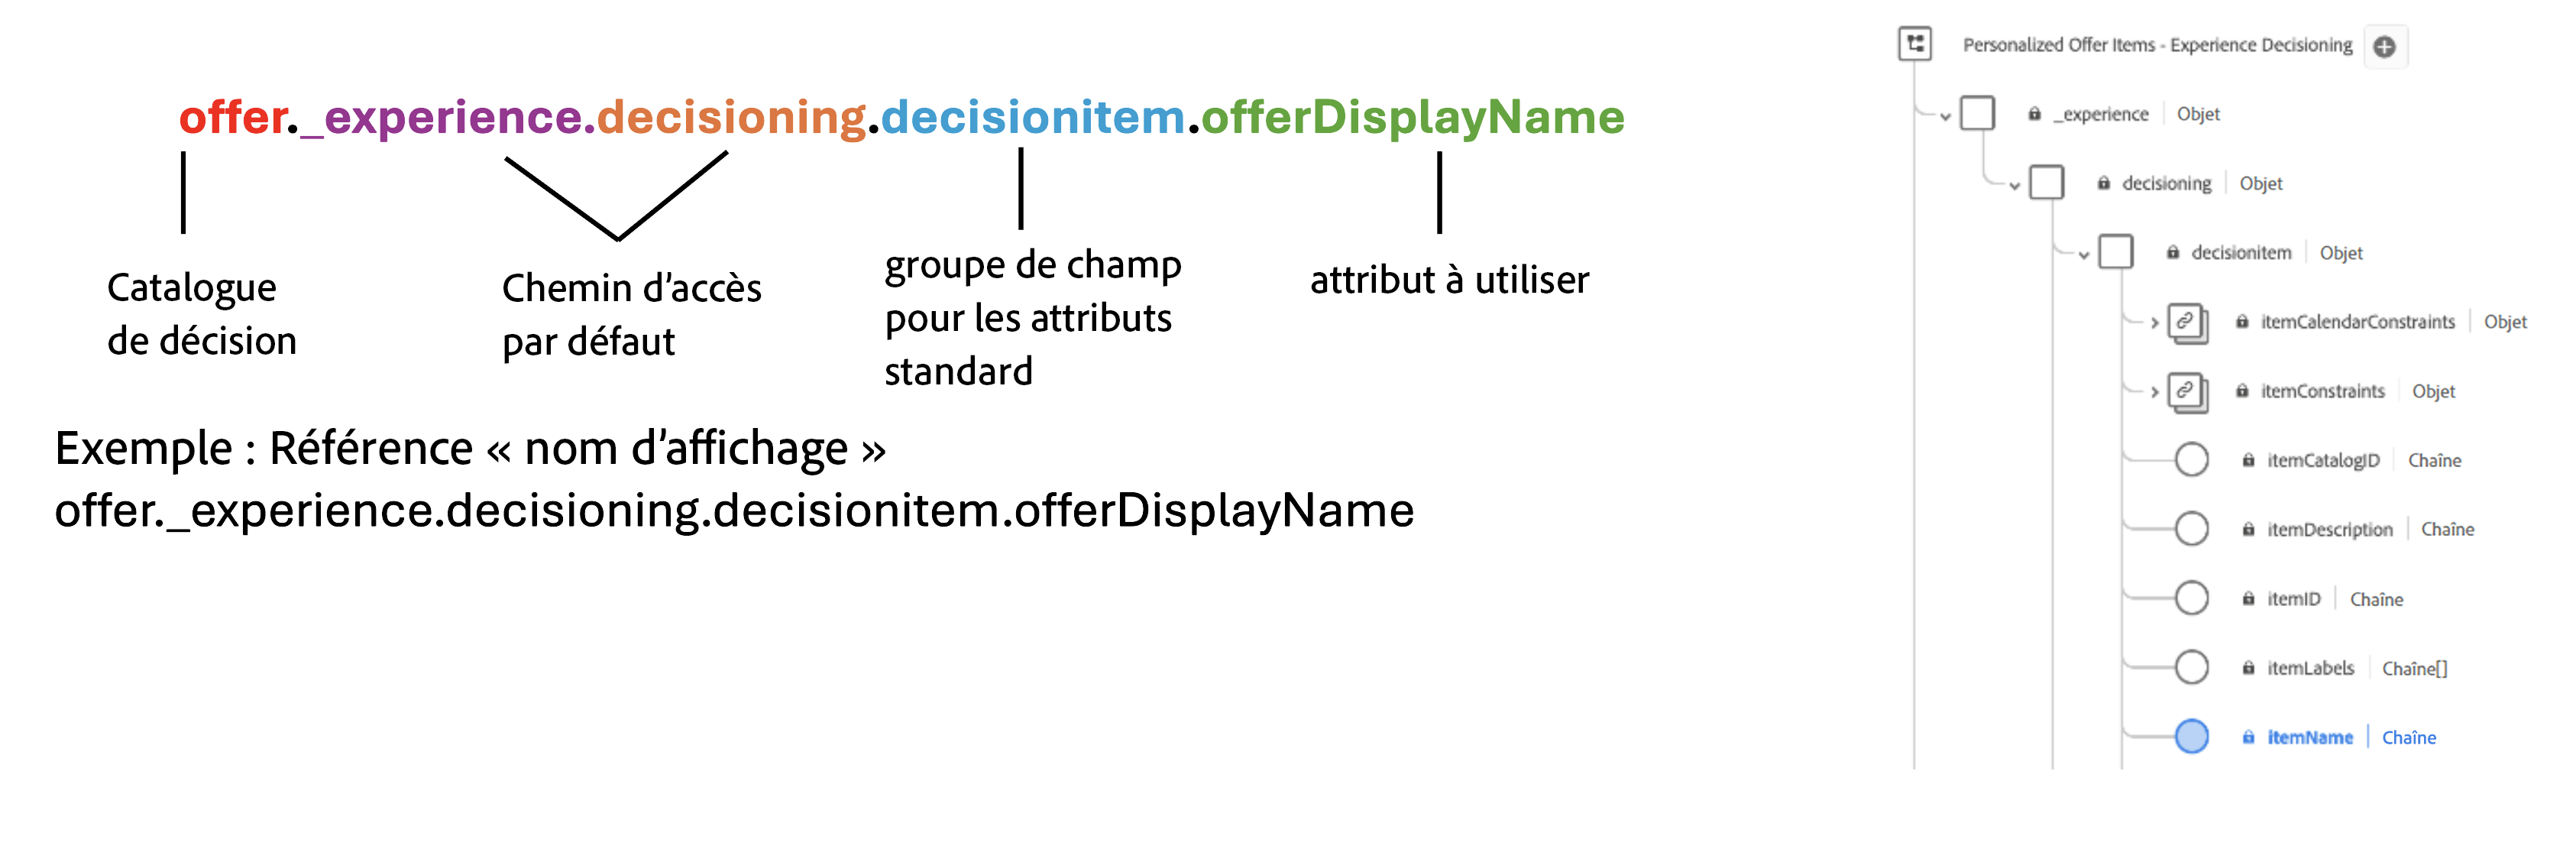 offer._experience.decisioning.decisionitem.offerDisplayName
Catalogue
de décision
Chemin d’accès
par défaut
groupe de champ
pour les attributs
standard
attribut à utiliser
Exemple : Référence « nom d’affichage »
offer._experience.decisioning.decisionitem.offerDisplayName
Personalized Offer Items - Experience Decisioning
_experience | Objet
decisioning | Objet
decisionitem | Objet
itemCalendarConstraints | Objet
itemConstraints | Objet
itemCatalogID | Chaîne
itemDescription | Chaîne
itemID | Chaîne
itemLabels | Chaîne[]
itemName | Chaîne